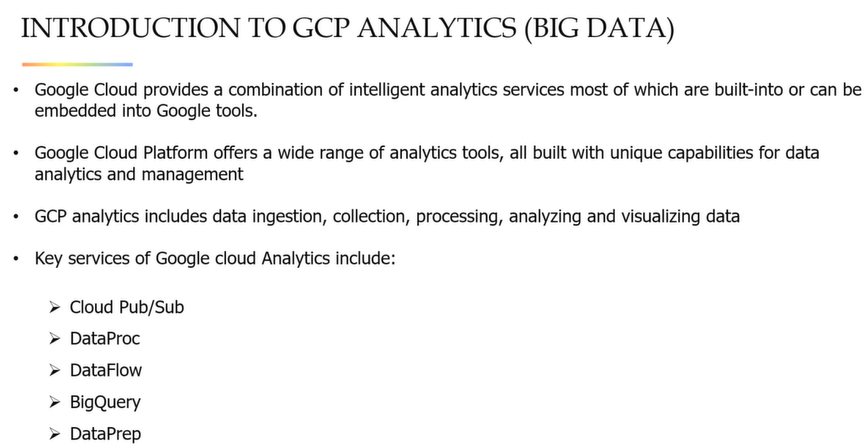 INTRODUCTION TO GCP ANALYTICS (BIG DATA)
• Google Cloud provides a combination of intelligent analytics services most of which are built-into or can be
embedded into Google tools.
• Google Cloud Platform offers a wide range of analytics tools, all built with unique capabilities for data
analytics and management
• GCP analytics includes data ingestion, collection, processing, analyzing and visualizing data
• Key services of Google cloud Analytics include:
➢ Cloud Pub/Sub
➢ DataProc
➢ DataFlow
➢ BigQuery
➢ DataPrep